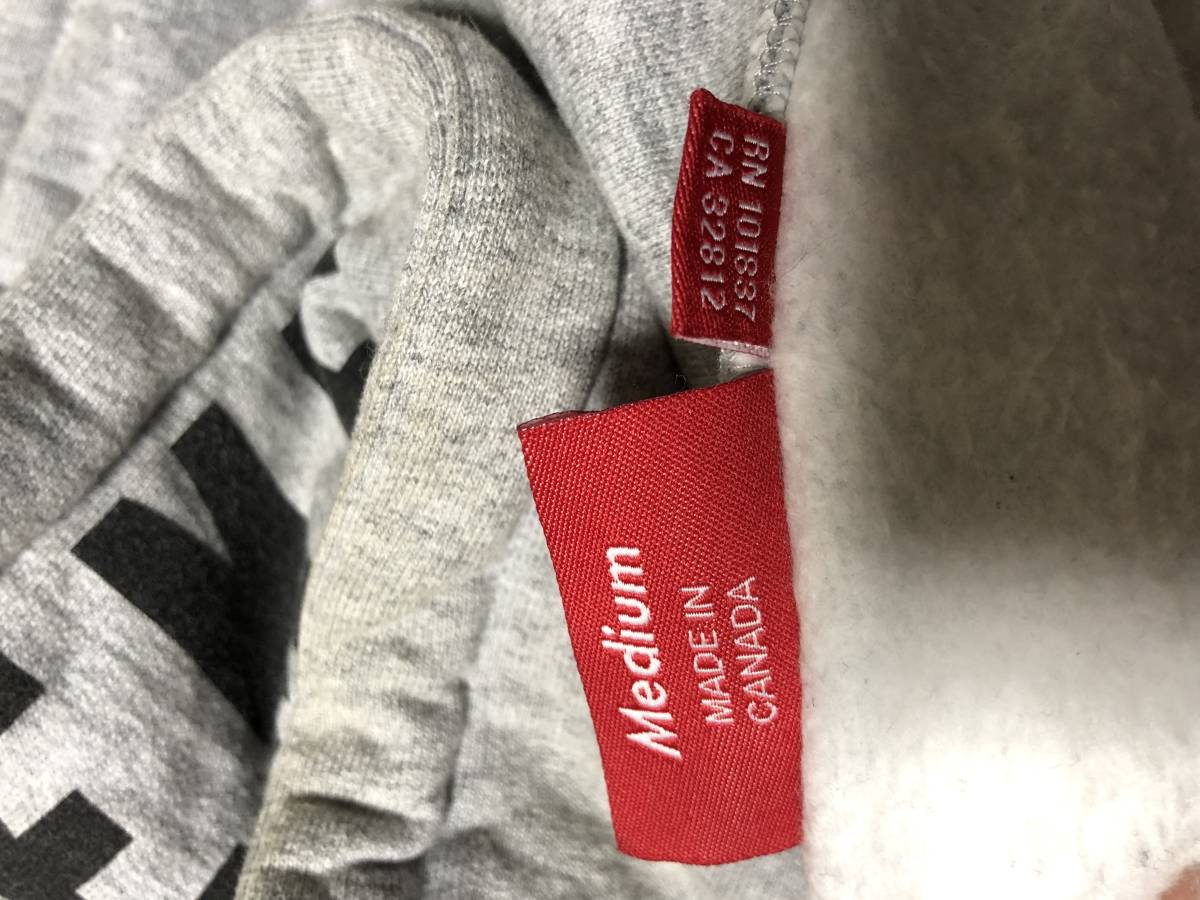 RN 101837
CA 32812
Medium
MADE IN
CANADA